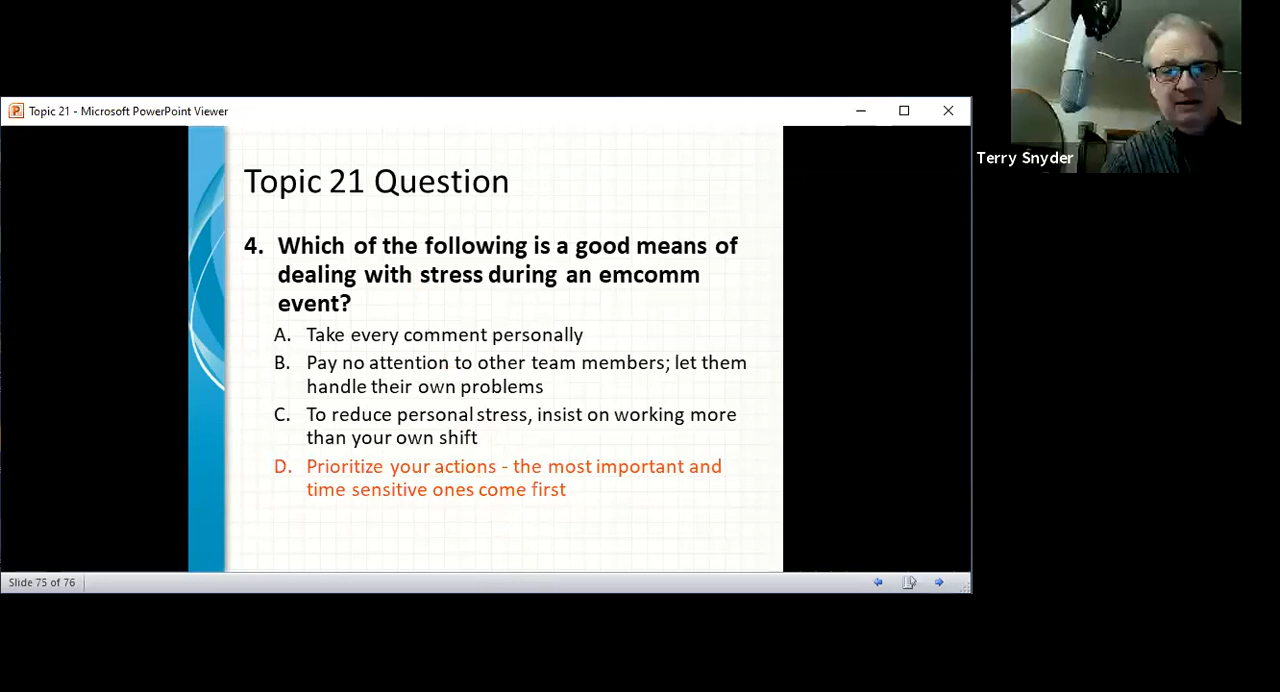 Topic 21 - Microsoft PowerPoint Viewer
Terry Snyder
Topic 21 Question
4. Which of the following is a good means of
dealing with stress during an emcomm
event?
A. Take every comment personally
B. Pay no attention to other team members; let them
handle their own problems
C. To reduce personal stress, insist on working more
than your own shift
D. Prioritize your actions - the most important and
time sensitive ones come first
Slide 75 of 76